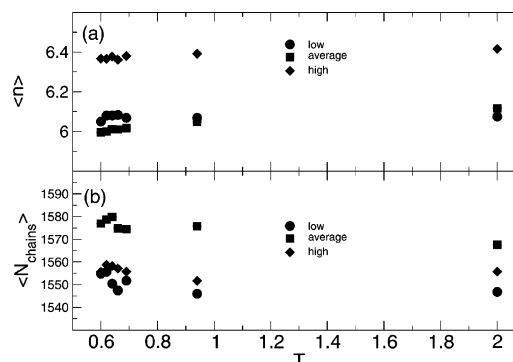 (a)
<n>
6.4
6.2
6
low
average
high
(b)
<N_chains>
1590
1580
1570
1560
1550
1540
low
average
high
0.6 0.8 1 1.2 1.4 1.6 1.8 2
T